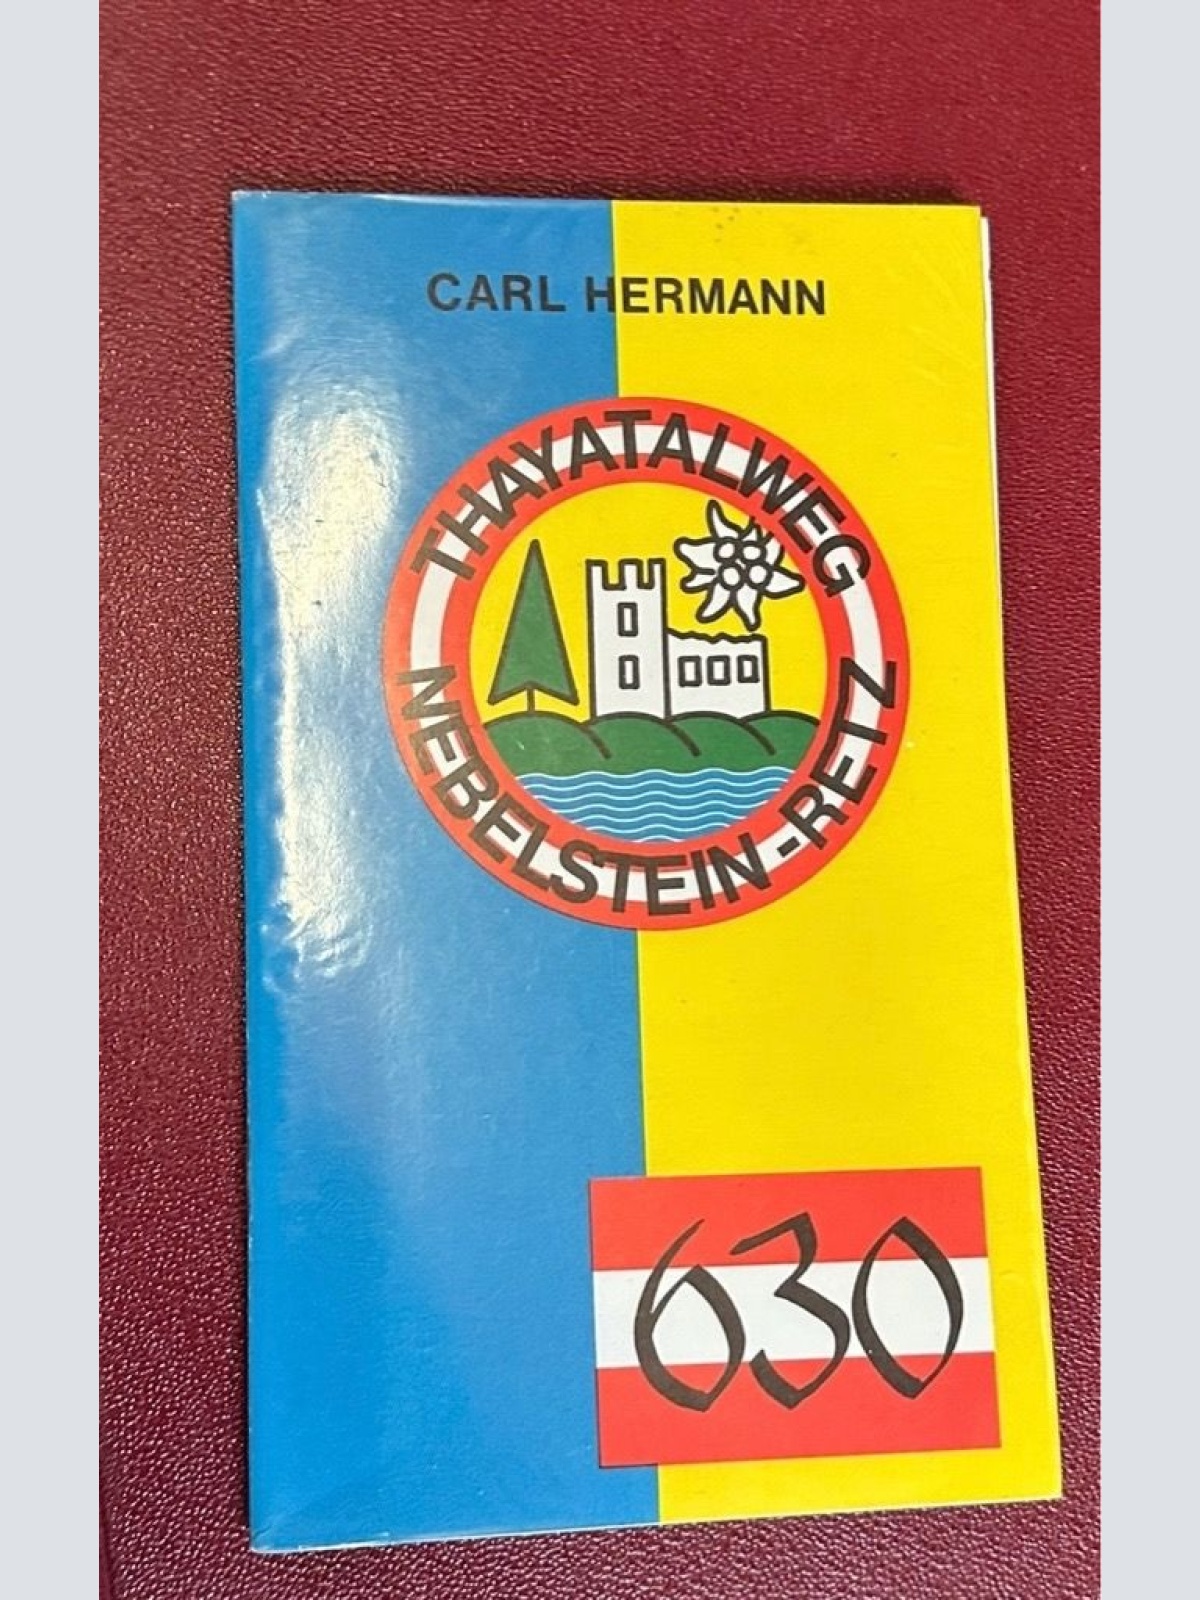 CARL HERMANN
THAYATALWEG
NEBELSTEIN-RETZ
630